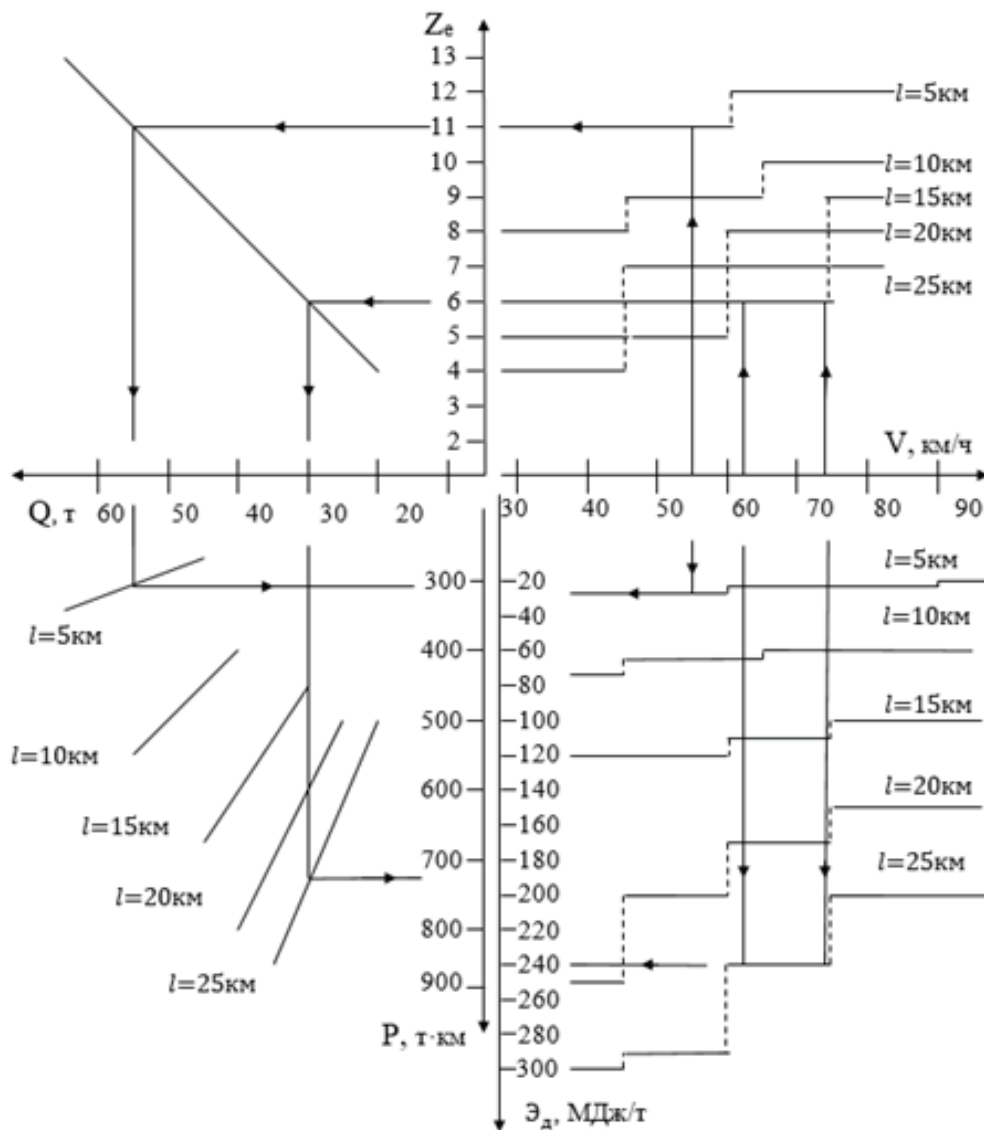 Zₑ
13
12
l=5км
11
10
l=10км
9
l=15км
8
l=20км
7
l=25км
6
5
4
3
2
V, км/ч
Q, т 60 50 40 30 20
30 40 50 60 70 80 90
300
20
l=5км
40
l=10км
400
60
80
l=15км
500
100
120
l=20км
600
140
160
l=25км
700
180
200
800
220
240
900
260
280
300
l=5км
l=10км
l=15км
l=20км
l=25км
P, т·км
Эд, МДж/т